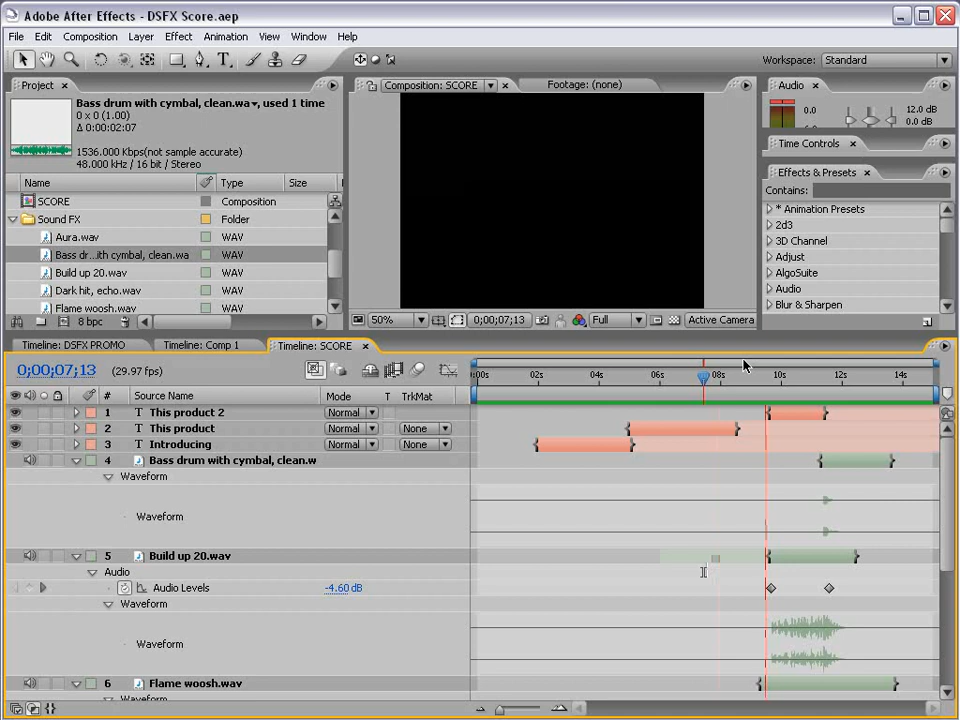 Adobe After Effects - DSFX Score.aep
File Edit Composition Layer Effect Animation View Window Help
Workspace: Standard
Project
Composition: SCORE
Footage: (none)
Audio
Bass drum with cymbal, clean.wa, used 1 time
0 x 0 (1.00)
Δ 0:00:02:07
1536.000 Kbps(not sample accurate)
48.000 kHz / 16 bit / Stereo
0.0
12.0 dB
0.0 dB
Time Controls
Effects & Presets
Contains:
* Animation Presets
2d3
3D Channel
Adjust
AlgoSuite
Audio
Blur & Sharpen
Name Type Size
SCORE Composition
Sound FX Folder
Aura.wav WAV
Bass dr...ith cymbal, clean.wa WAV
Build up 20.wav WAV
Dark hit, echo.wav WAV
Flame woosh.wav WAV
8 bpc
50% 0;00;07;13 Full Active Camera
Timeline: DSFX PROMO
Timeline: Comp 1
Timeline: SCORE
0;00;07;13 (29.97 fps)
:00s 02s 04s 06s 08s 10s 12s 14s
# Source Name Mode T TrkMat
1 T This product 2 Normal
2 T This product Normal None
3 T Introducing Normal None
4 Bass drum with cymbal, clean.w
Waveform
Waveform
5 Build up 20.wav
Audio
Audio Levels -4.60 dB
Waveform
Waveform
6 Flame woosh.wav
Waveform